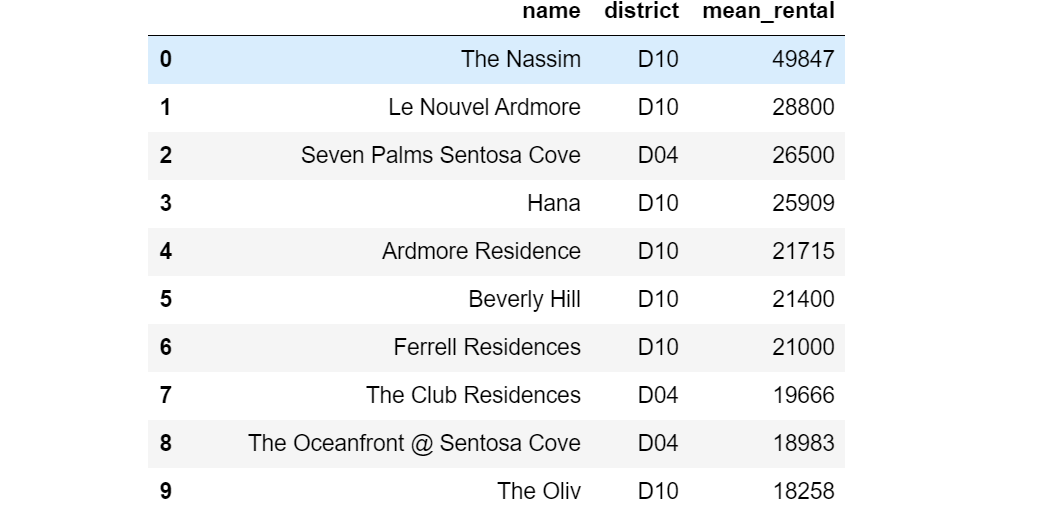 name district mean_rental
0 The Nassim D10 49847
1 Le Nouvel Ardmore D10 28800
2 Seven Palms Sentosa Cove D04 26500
3 Hana D10 25909
4 Ardmore Residence D10 21715
5 Beverly Hill D10 21400
6 Ferrell Residences D10 21000
7 The Club Residences D04 19666
8 The Oceanfront @ Sentosa Cove D04 18983
9 The Oliv D10 18258